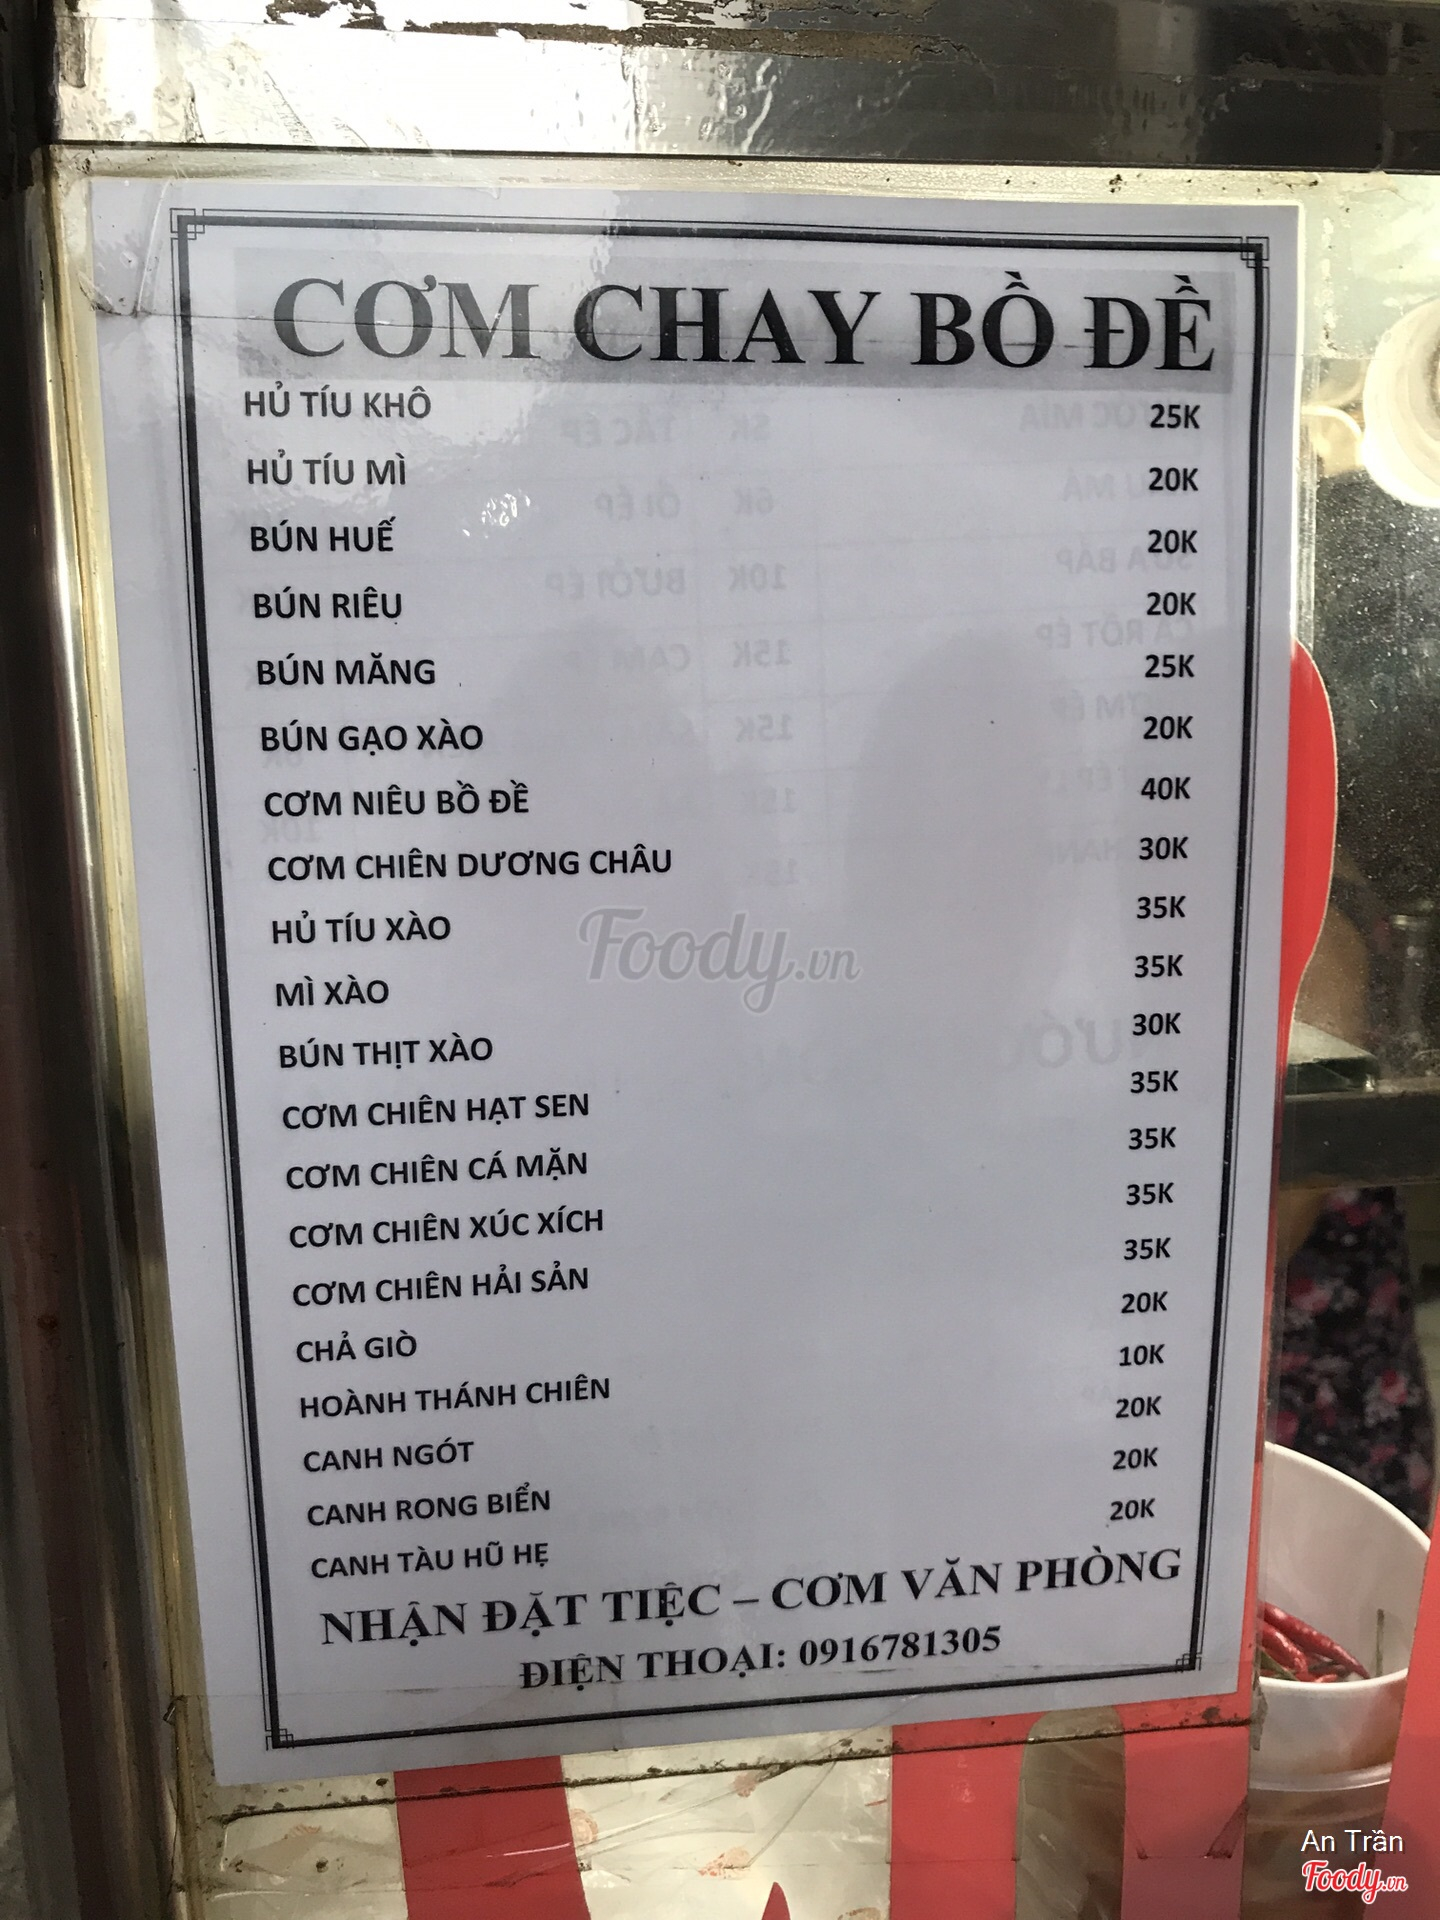 CƠM CHAY BỒ ĐỀ
HỦ TÍU KHÔ 25K
HỦ TÍU MÌ 20K
BÚN HUẾ 20K
BÚN RIÊU 20K
BÚN MĂNG 25K
BÚN GẠO XÀO 20K
CƠM NIÊU BỒ ĐỀ 40K
CƠM CHIÊN DƯƠNG CHÂU 30K
HỦ TÍU XÀO 35K
MÌ XÀO 35K
BÚN THỊT XÀO 30K
CƠM CHIÊN HẠT SEN 35K
CƠM CHIÊN CÁ MẶN 35K
CƠM CHIÊN XÚC XÍCH 35K
CƠM CHIÊN HẢI SẢN 35K
CHẢ GIÒ 20K
HOÀNH THÁNH CHIÊN 10K
CANH NGÓT 20K
CANH RONG BIỂN 20K
CANH TÀU HŨ HẸ 20K
NHẬN ĐẶT TIỆC – CƠM VĂN PHÒNG
ĐIỆN THOẠI: 0916781305
Foody.vn
An Trần
Foody.vn